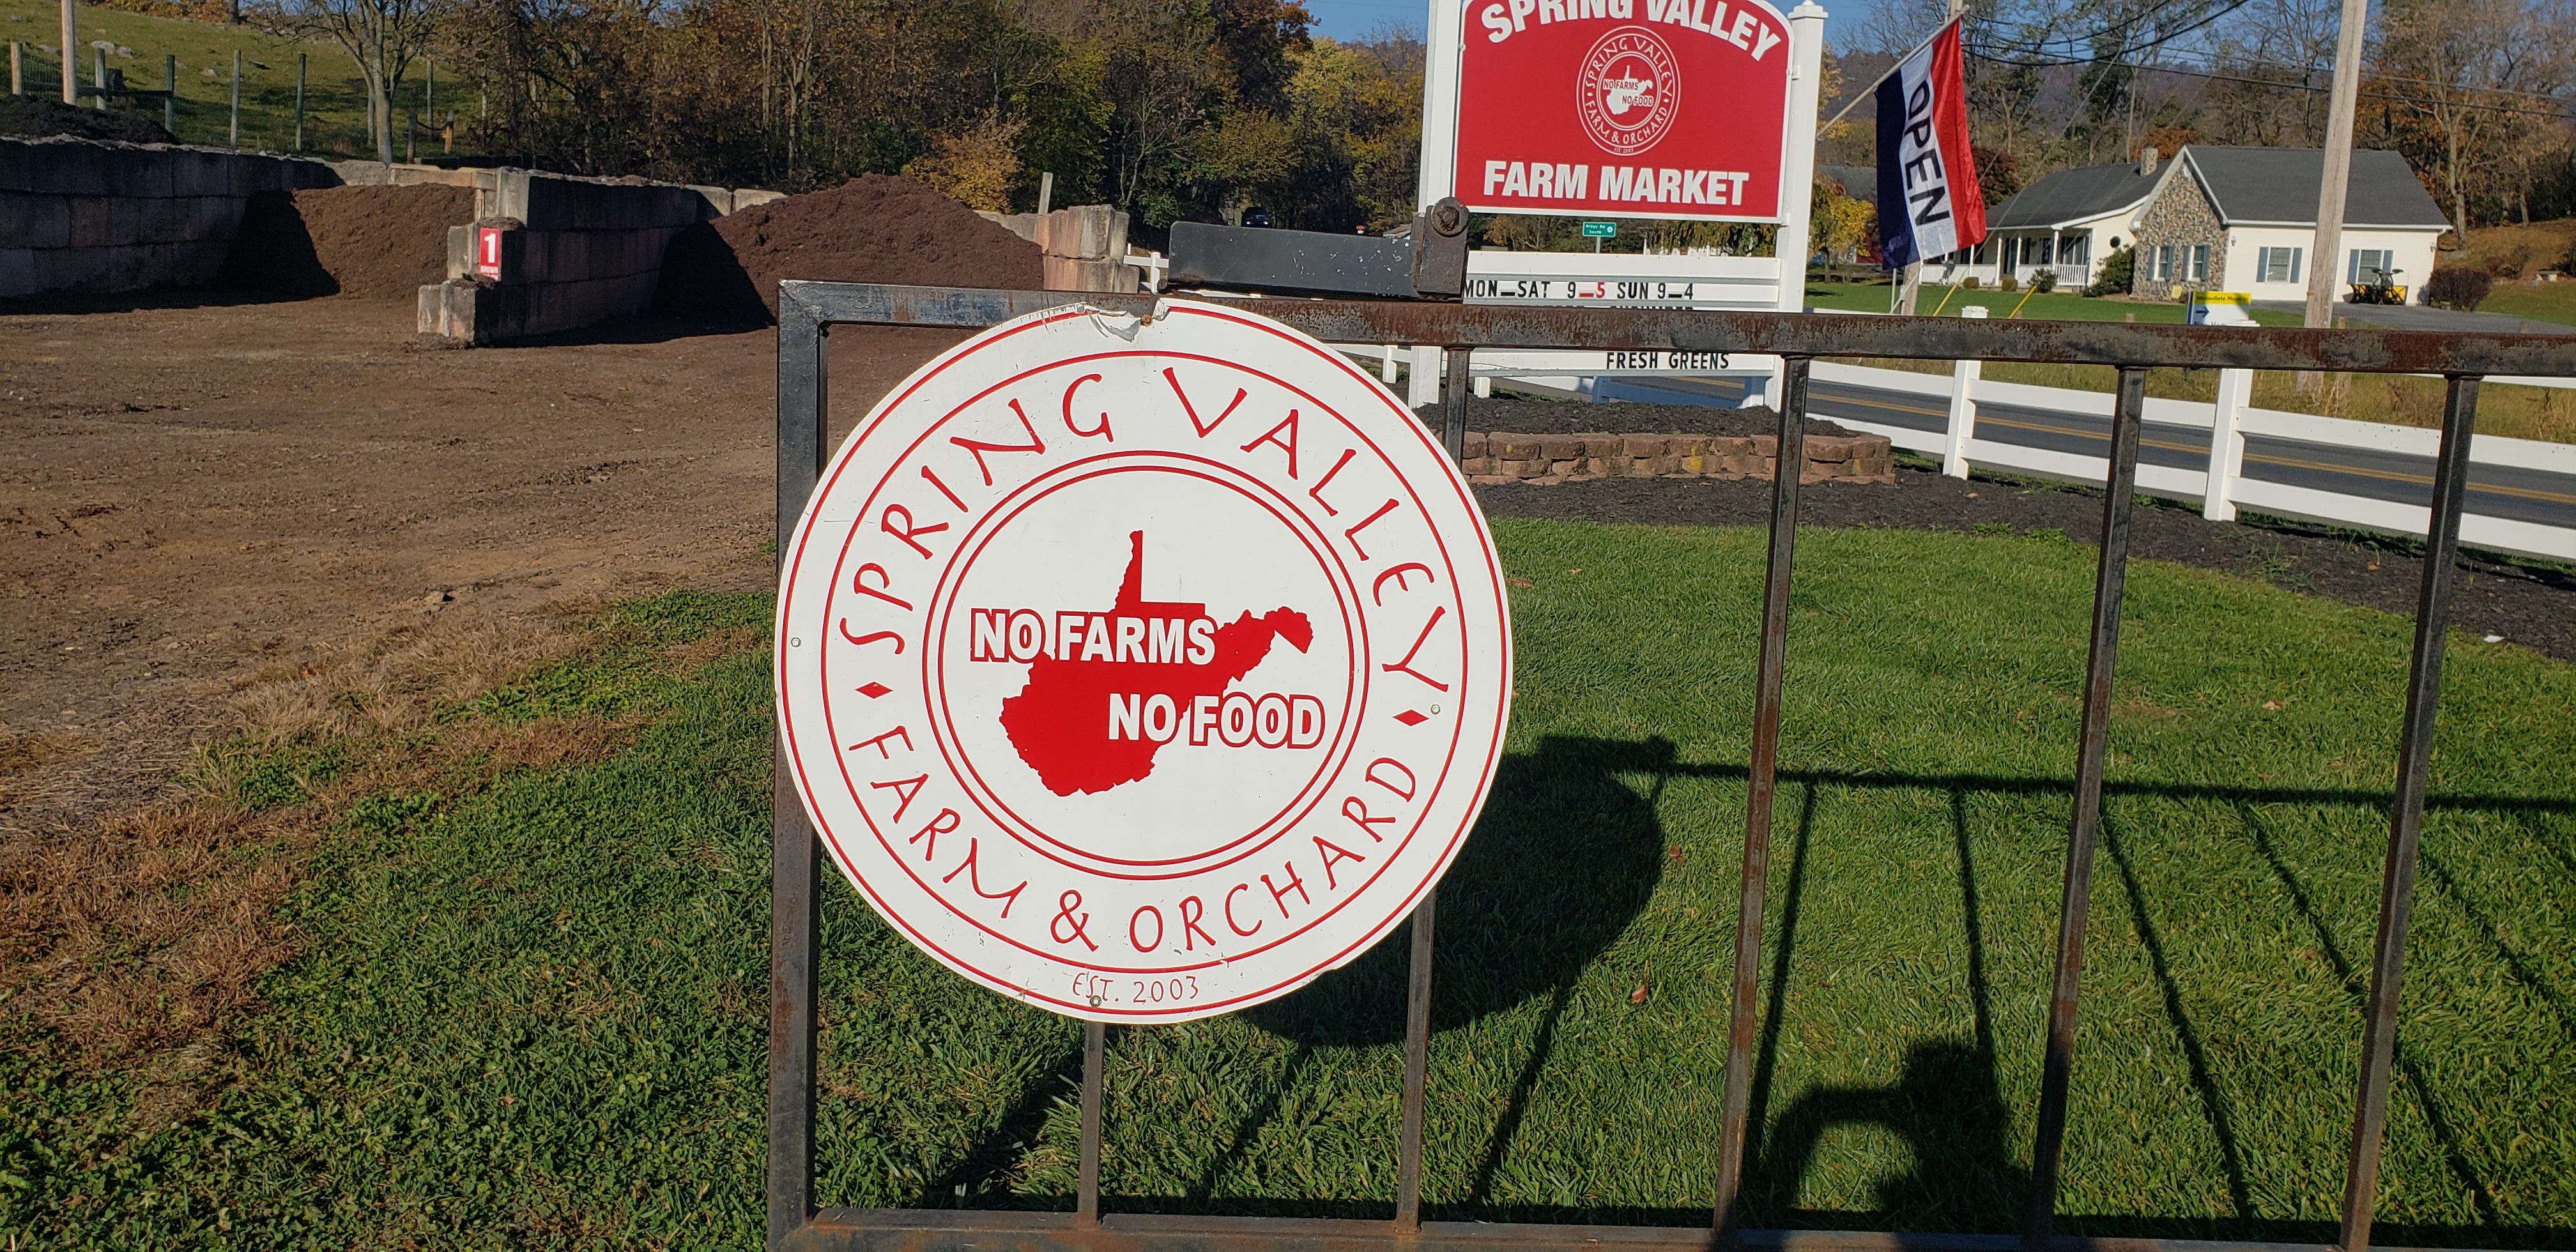 SPRING VALLEY
SPRING VALLEY
NO FARMS
NO FOOD
FARM & ORCHARD
FARM MARKET
OPEN
1
MON_SAT 9_5 SUN 9_4
FRESH GREENS
SPRING VALLEY
NO FARMS
NO FOOD
FARM & ORCHARD
EST. 2003